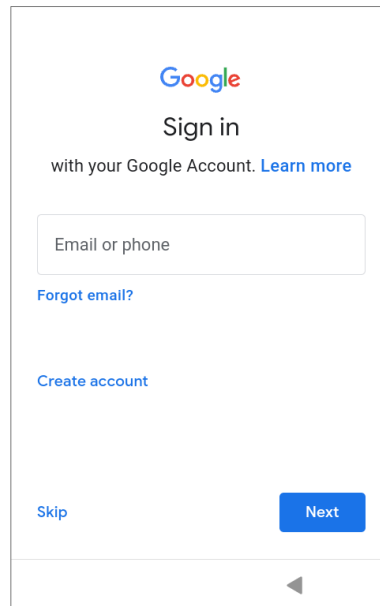 Google
Sign in
with your Google Account. Learn more
Email or phone
Forgot email?
Create account
Skip
Next